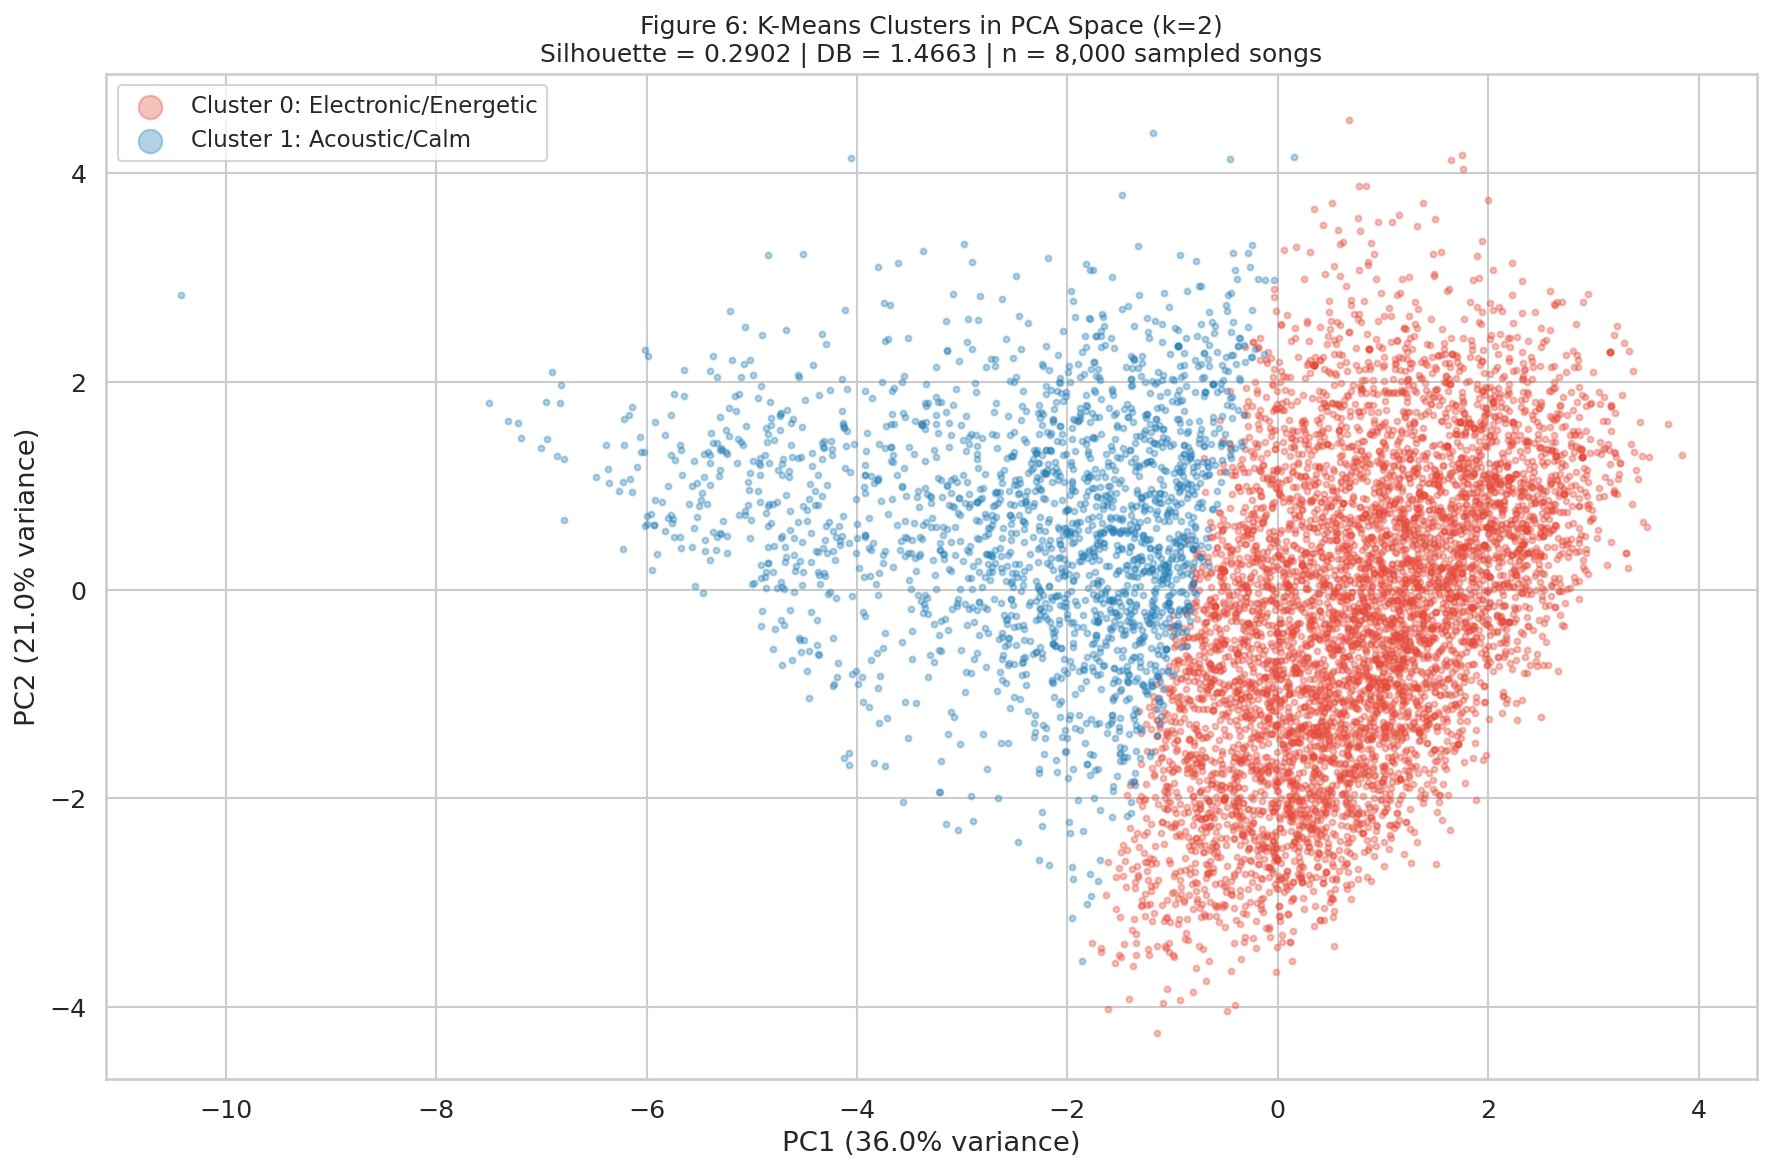 Figure 6: K-Means Clusters in PCA Space (k=2)
Silhouette = 0.2902 | DB = 1.4663 | n = 8,000 sampled songs
Cluster 0: Electronic/Energetic
Cluster 1: Acoustic/Calm
PC2 (21.0% variance)
4
2
0
−2
−4
−10
−8
−6
−4
−2
0
2
4
PC1 (36.0% variance)